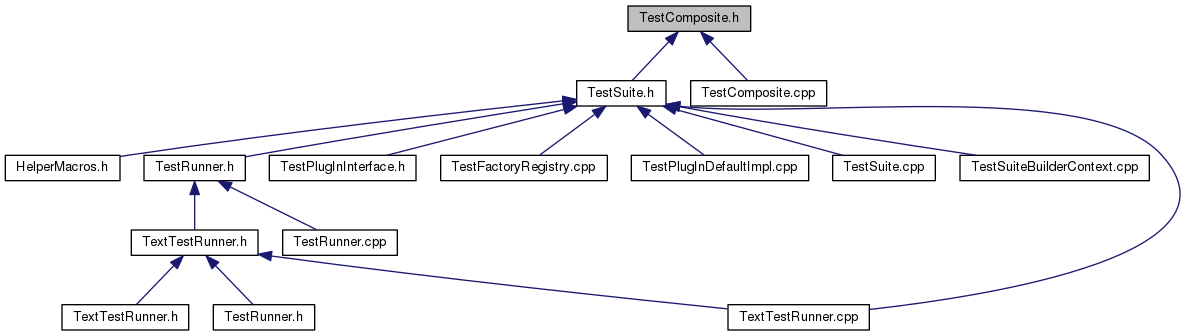 TestComposite.h
TestSuite.h
TestComposite.cpp
HelperMacros.h
TestRunner.h
TestPlugInInterface.h
TestFactoryRegistry.cpp
TestPlugInDefaultImpl.cpp
TestSuite.cpp
TestSuiteBuilderContext.cpp
TextTestRunner.h
TestRunner.cpp
TextTestRunner.h
TestRunner.h
TextTestRunner.cpp